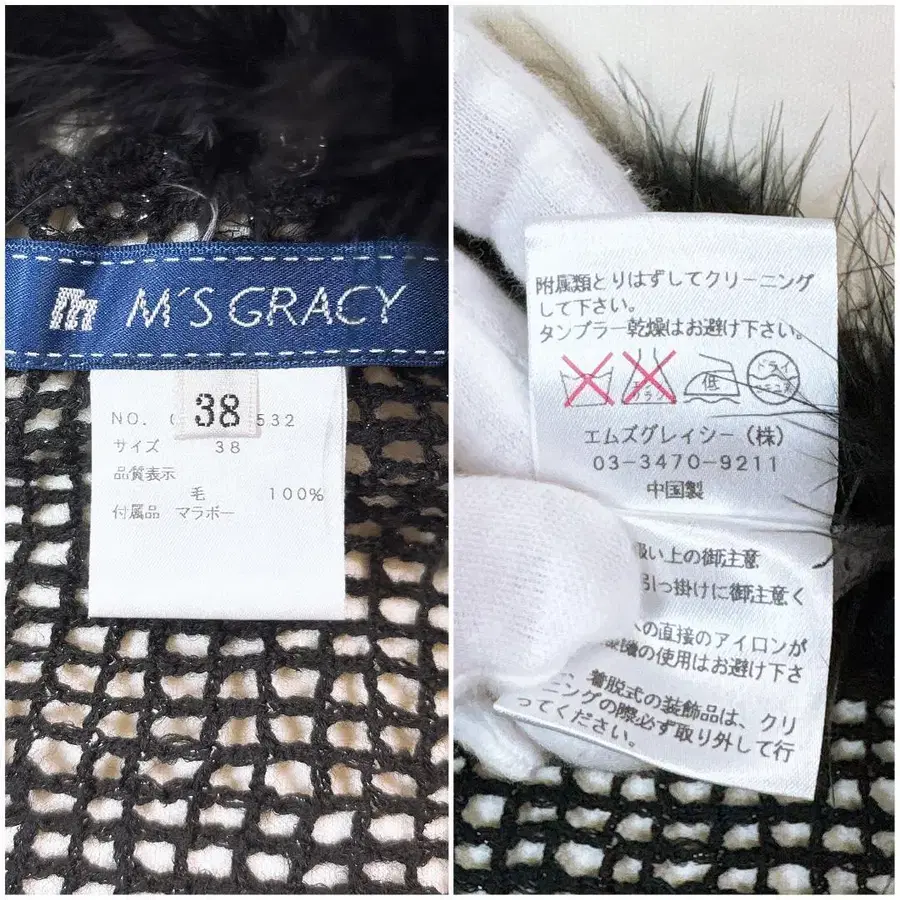 M'S GRACY
38
NO. 532
サイズ 38
品質表示
毛 100%
付属品 マラボー
附属類とりはずしてクリーニング
して下さい。
タンブラー乾燥はお避け下さい。
低 ドライ
エムズグレイシー(株)
03-3470-9211
中国製
扱い上の御注意
引っ掛けに御注意く
の直接のアイロンが
の使用はお避け下さ
着脱式の装飾品は、クリ
ニングの際必ず取り外して行
ってください。